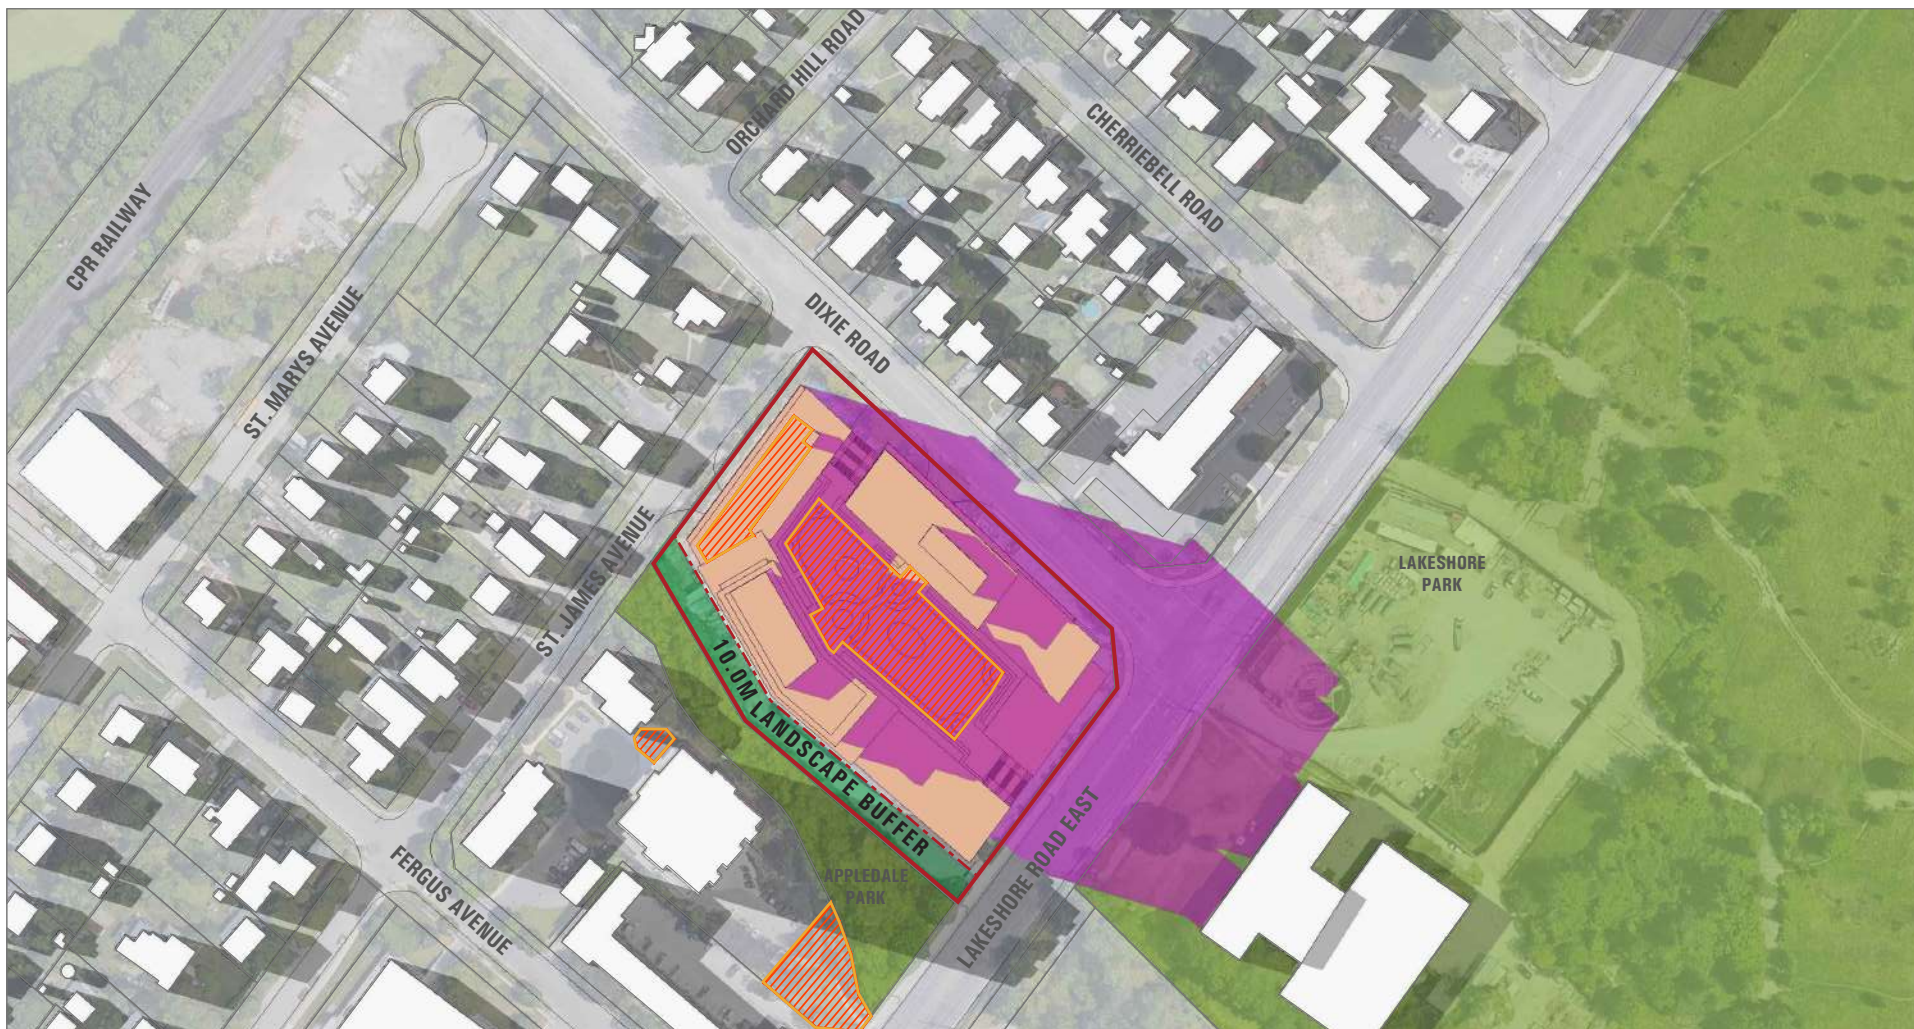 ORCHARD HILL ROAD
CHERRIEBELL ROAD
CPR RAILWAY
ST. MARYS AVENUE
DIXIE ROAD
ST. JAMES AVENUE
LAKESHORE
PARK
10.0M LANDSCAPE BUFFER
FERGUS AVENUE
APPLEDALE
PARK
LAKESHORE ROAD EAST